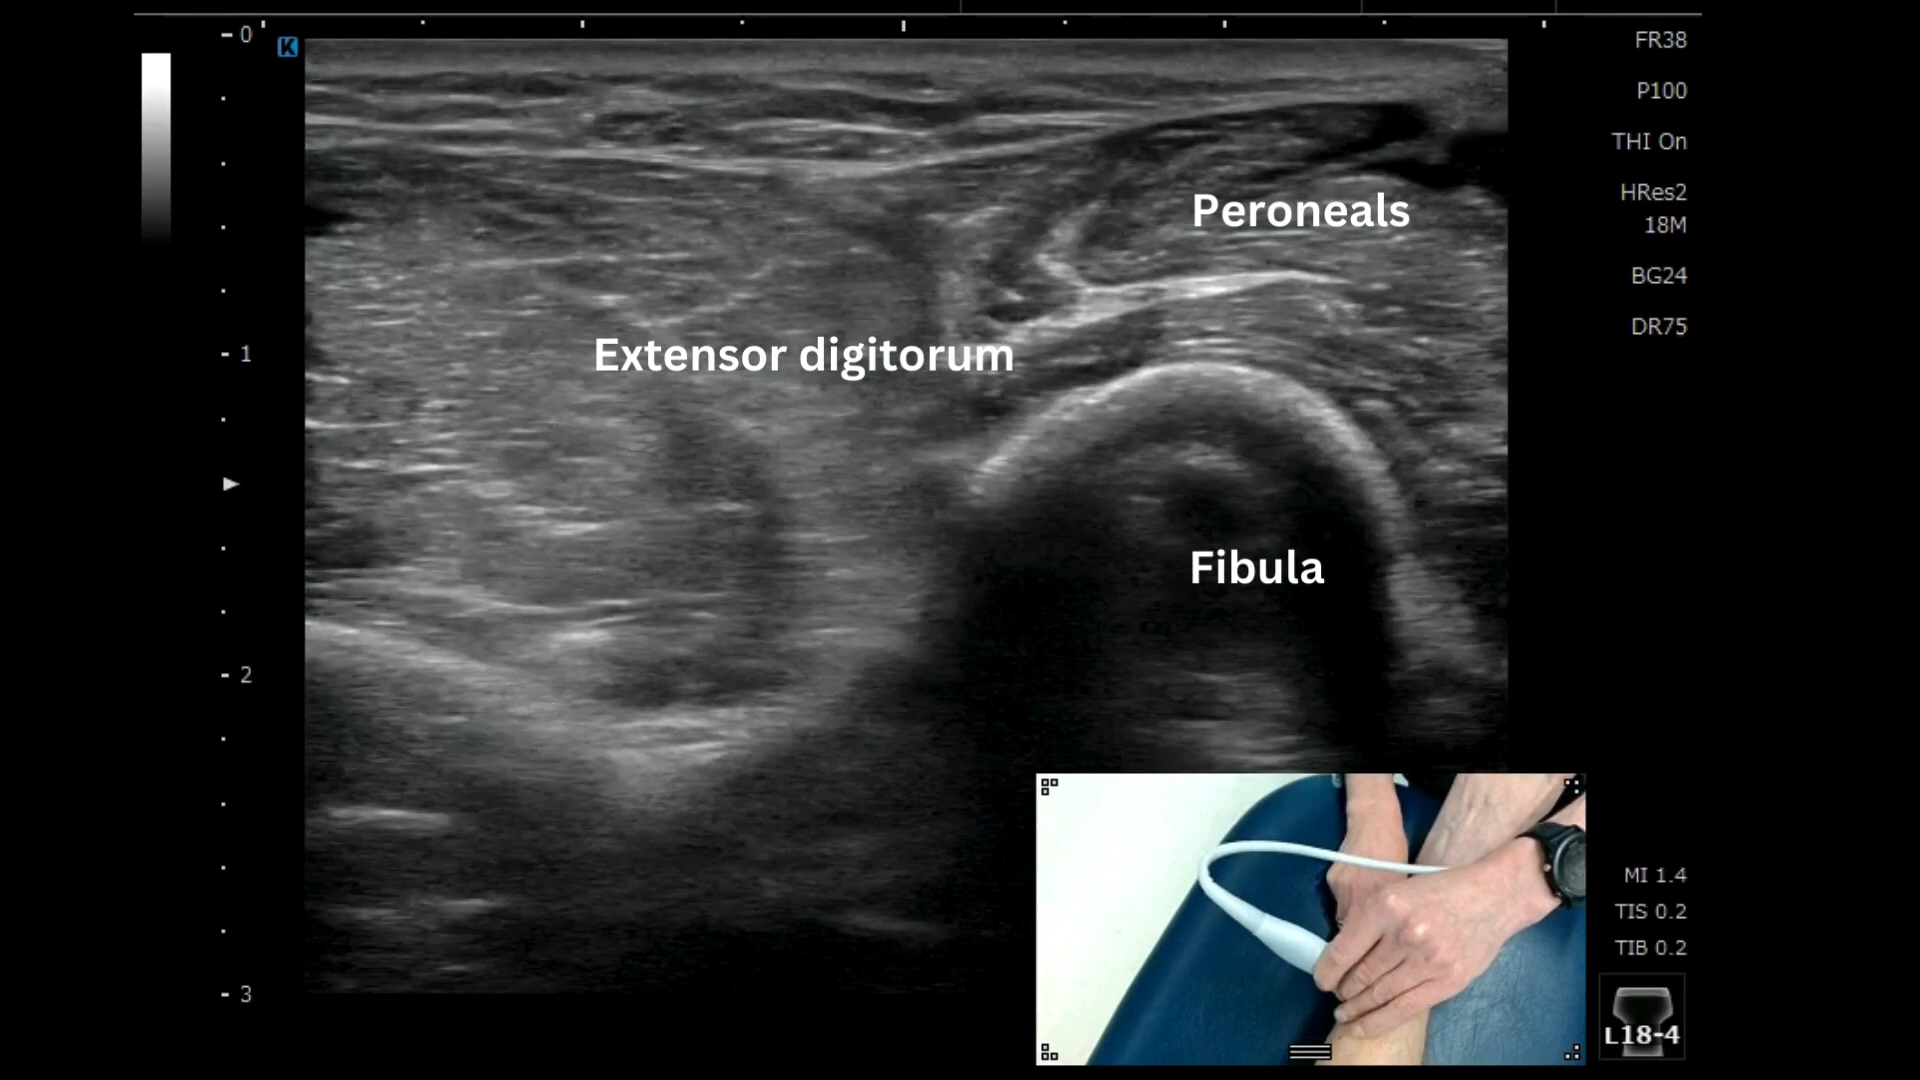 0
K
FR38
P100
THI On
HRes2
18M
BG24
DR75
Peroneals
1
Extensor digitorum
Fibula
2
3
MI 1.4
TIS 0.2
TIB 0.2
L18-4